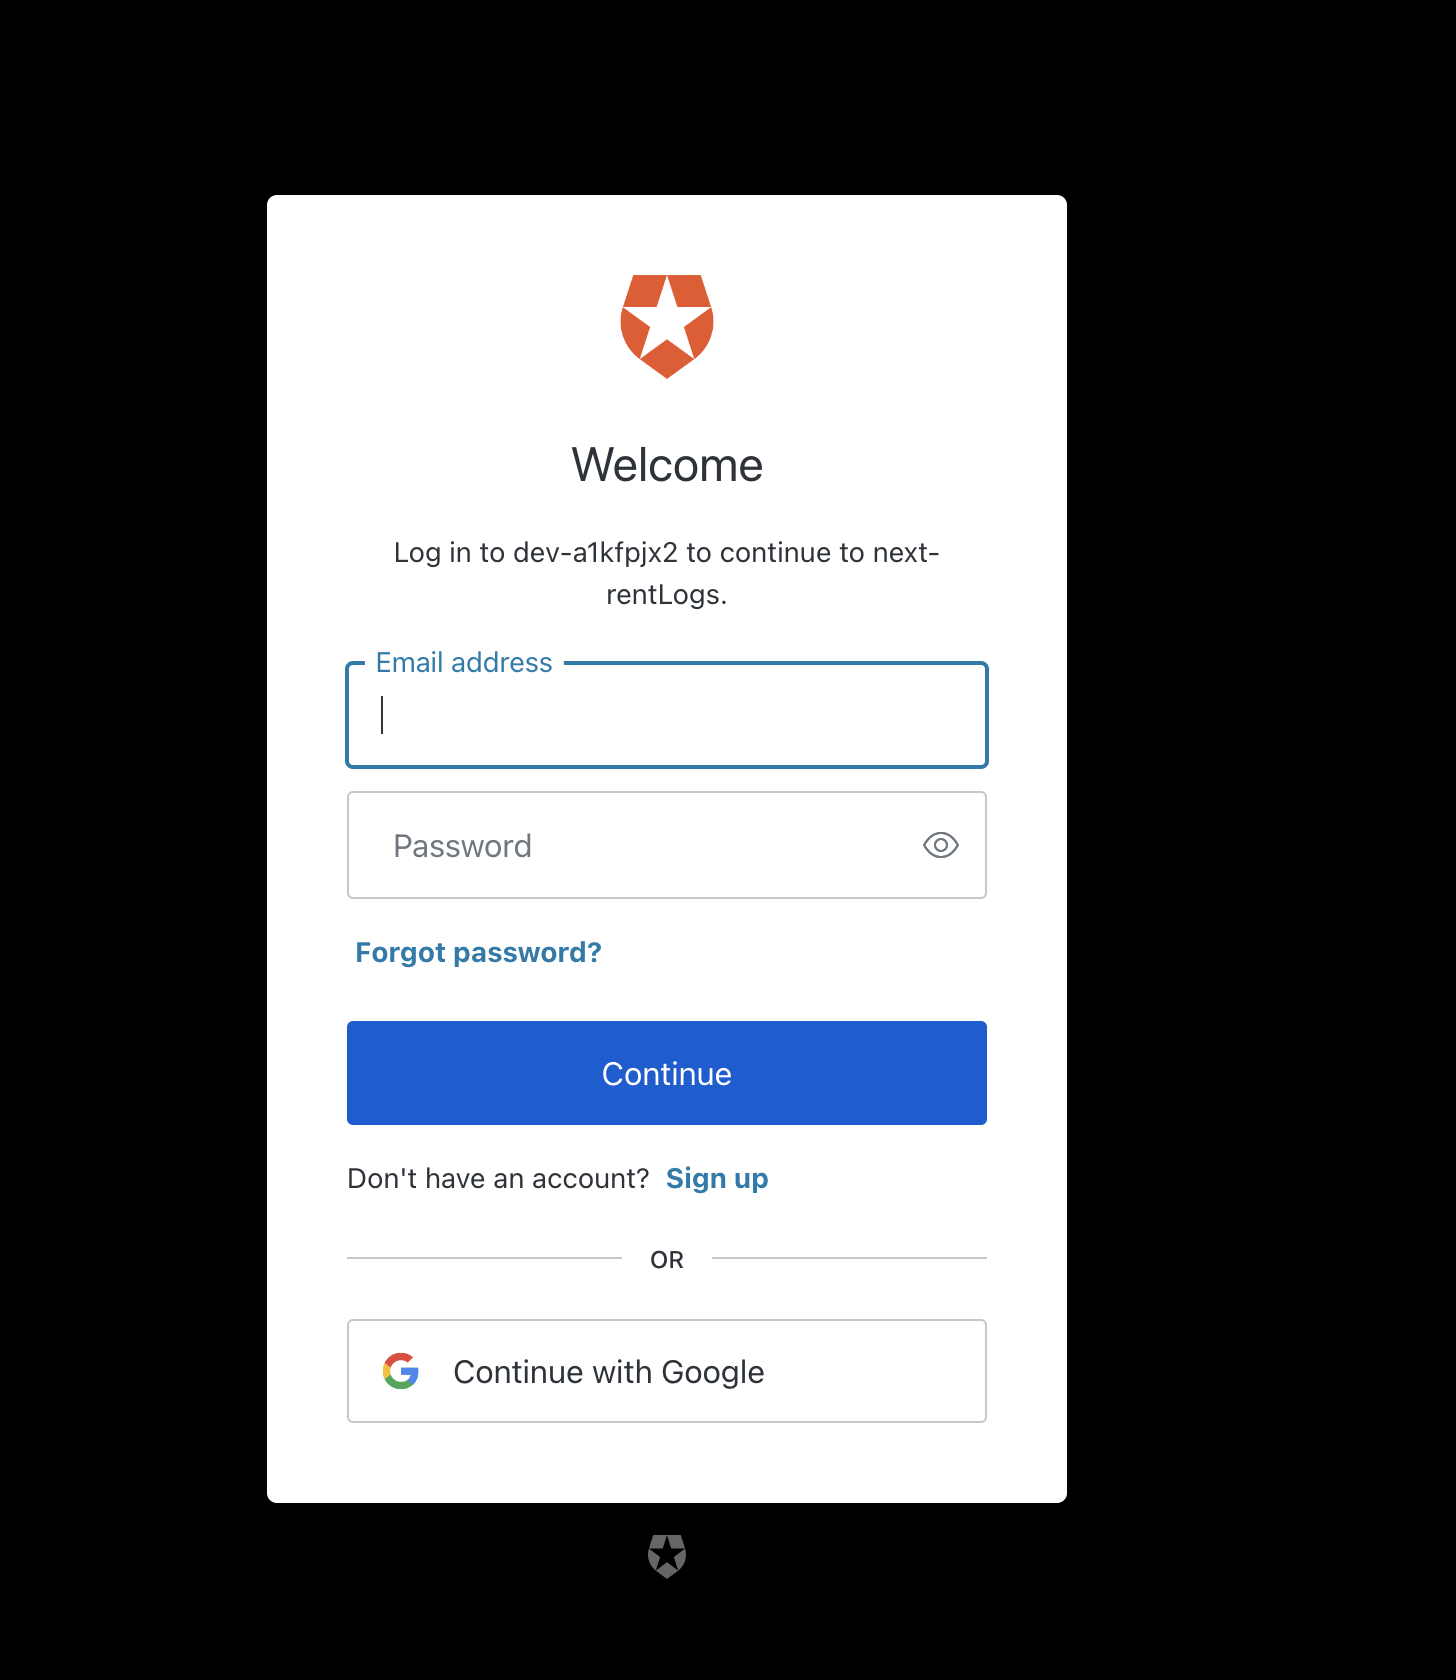 Welcome
Log in to dev-a1kfpjx2 to continue to next-
rentLogs.
Email address
Password
Forgot password?
Continue
Don't have an account? Sign up
OR
Continue with Google